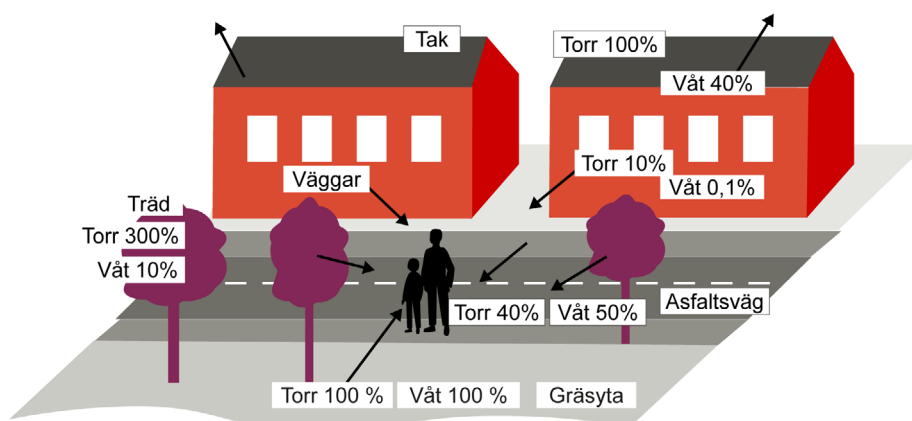 Tak
Torr 100%
Våt 40%
Torr 10%
Våt 0,1%
Väggar
Träd
Torr 300%
Våt 10%
Torr 40%
Våt 50%
Asfaltsväg
Torr 100 %
Våt 100 %
Gräsyta